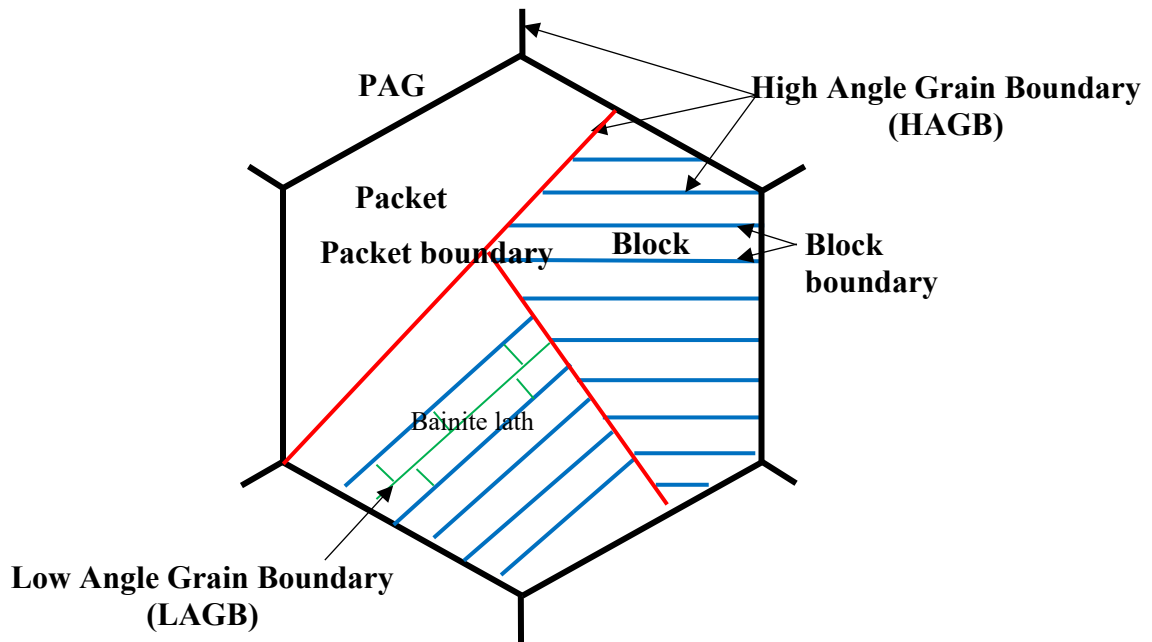 PAG
High Angle Grain Boundary
(HAGB)
Packet
Packet boundary
Block
Block
boundary
Bainite lath
Low Angle Grain Boundary
(LAGB)